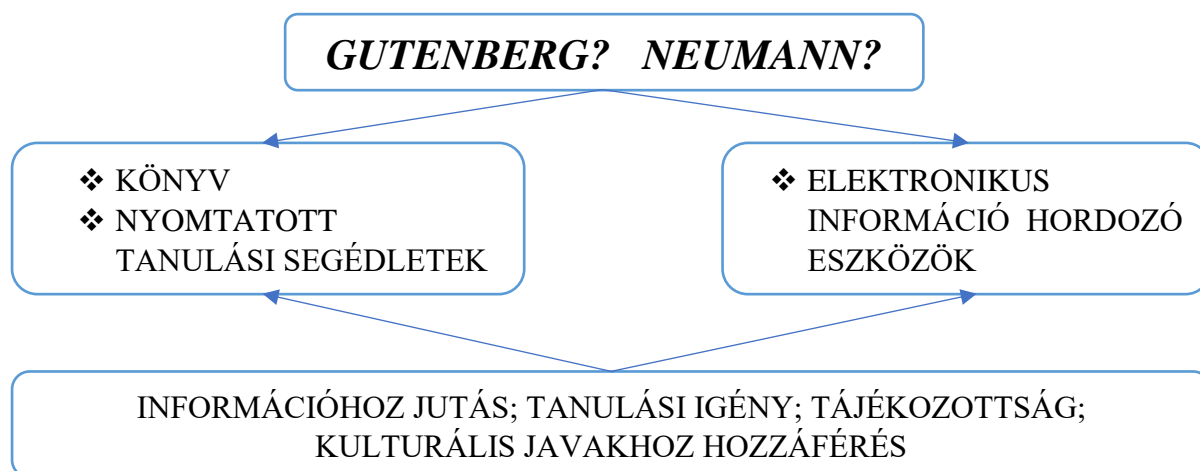 GUTENBERG? NEUMANN?
❖ KÖNYV
❖ NYOMTATOTT
TANULÁSI SEGÉDLETEK
❖ ELEKTRONIKUS
INFORMÁCIÓ HORDOZÓ
ESZKÖZÖK
INFORMÁCIÓHOZ JUTÁS; TANULÁSI IGÉNY; TÁJÉKOZOTTSÁG;
KULTURÁLIS JAVAKHOZ HOZZÁFÉRÉS